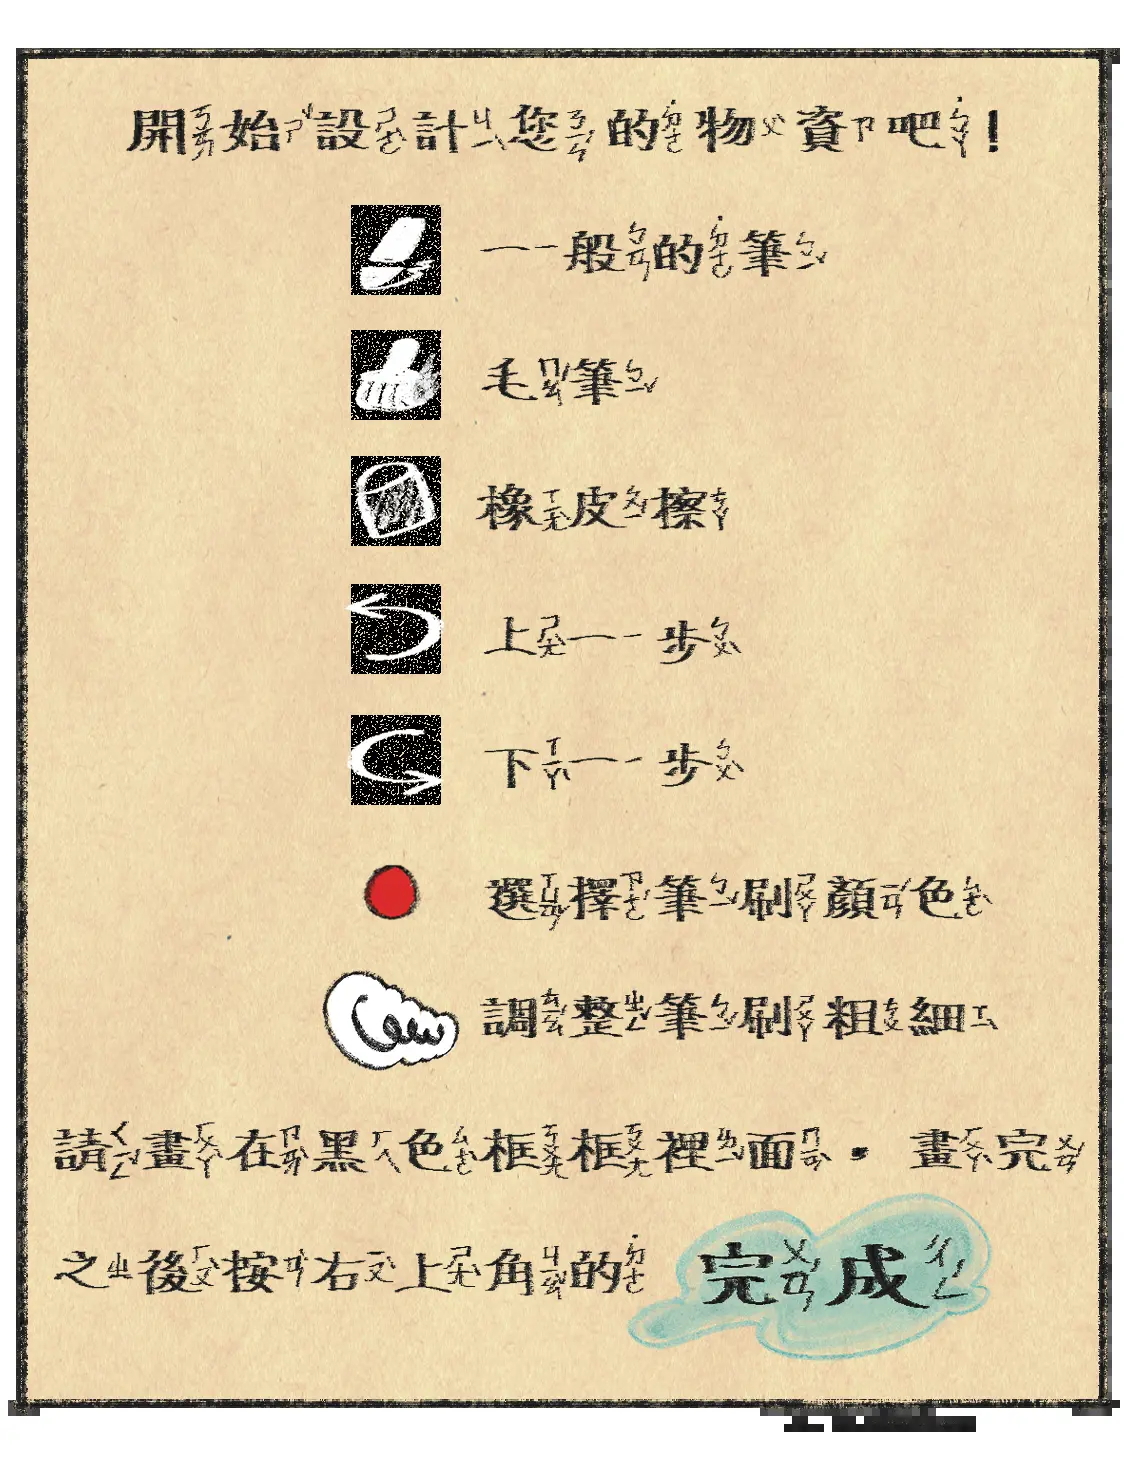 開始設計您的物資吧！
一般的筆
毛筆
橡皮擦
上一步
下一步
選擇筆刷顏色
調整筆刷粗細
請畫在黑色框框裡面． 畫完
之後按右上角的 完成